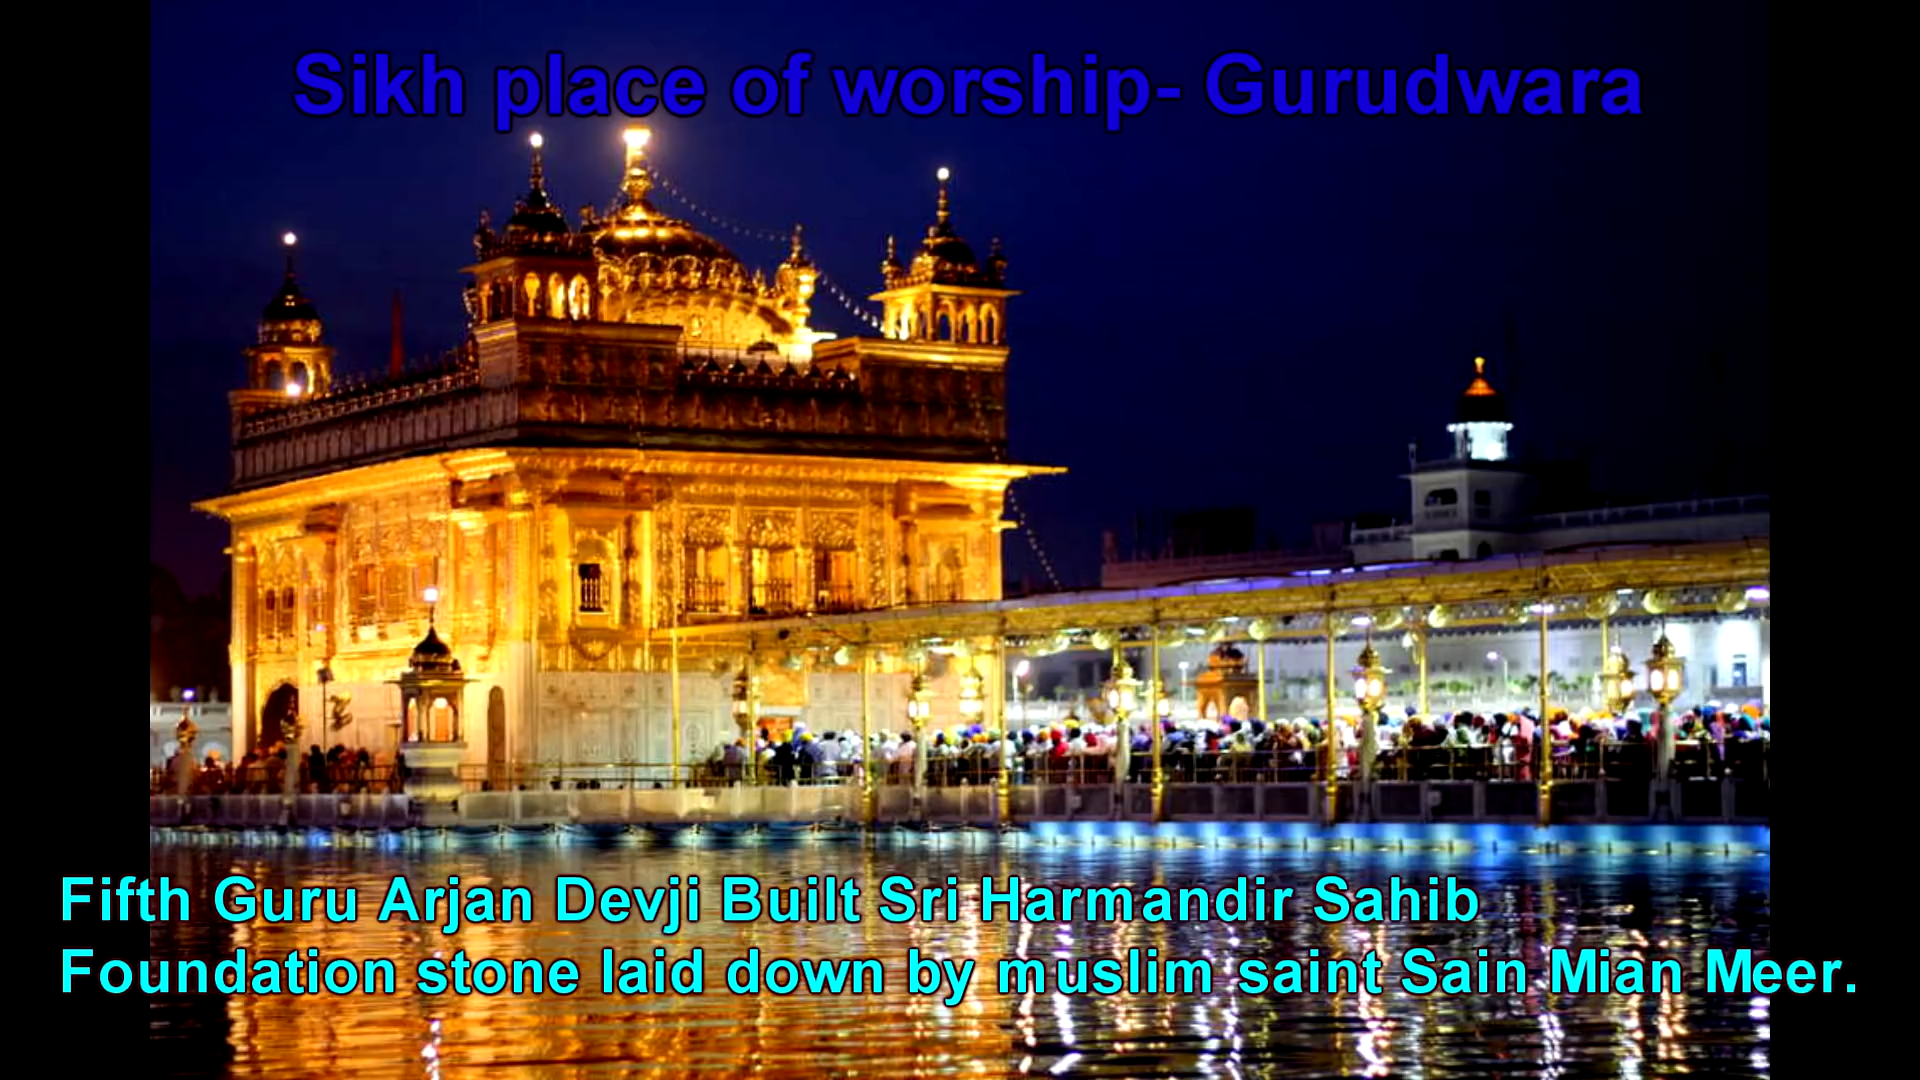 Sikh place of worship- Gurudwara
Fifth Guru Arjan Devji Built Sri Harmandir Sahib
Foundation stone laid down by muslim saint Sain Mian Meer.